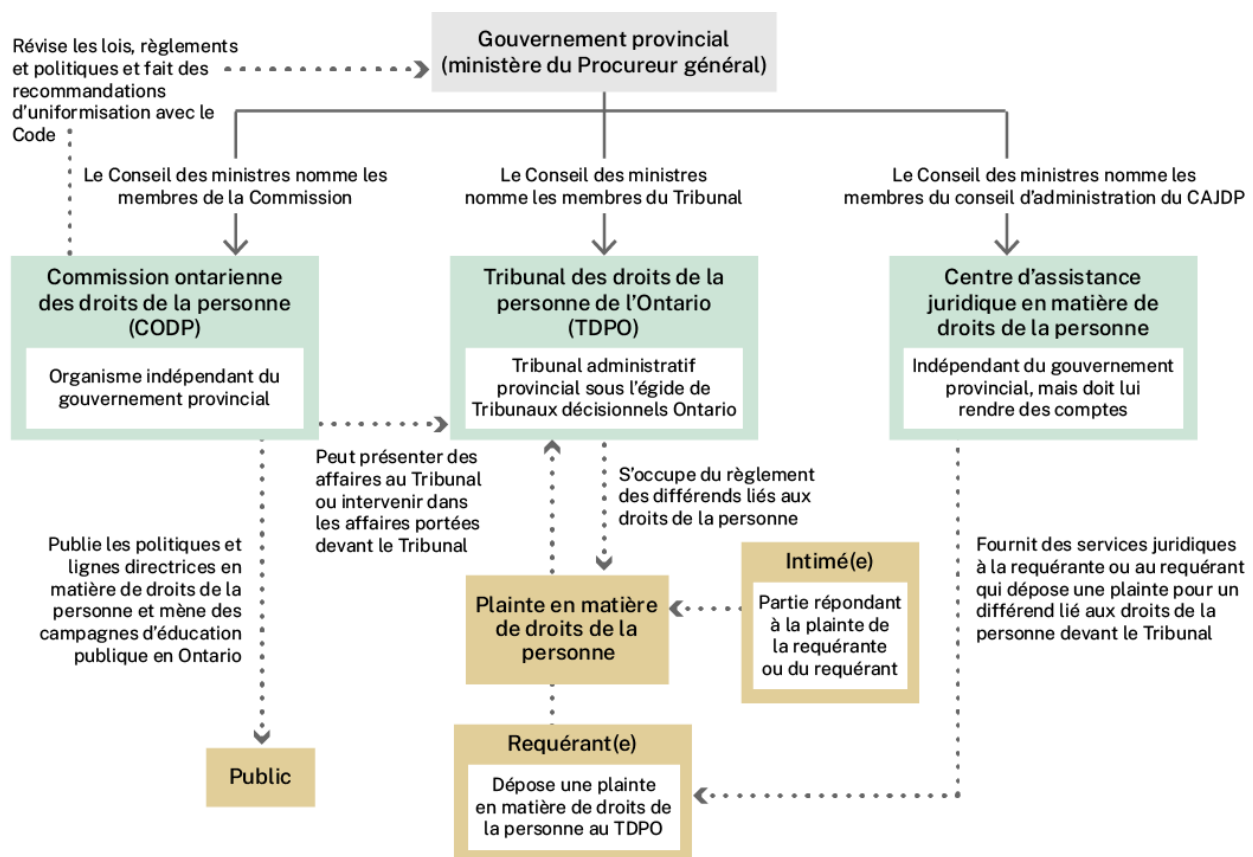 Révise les lois, règlements
et politiques et fait des
recommandations
d'uniformisation avec le
Code
Gouvernement provincial
(ministère du Procureur général)
Le Conseil des ministres nomme les
membres de la Commission
Le Conseil des ministres
nomme les membres du Tribunal
Le Conseil des ministres nomme les
membres du conseil d'administration du CAJDP
Commission ontarienne
des droits de la personne
(CODP)
Organisme indépendant du
gouvernement provincial
Tribunal des droits de la
personne de l'Ontario
(TDPO)
Tribunal administratif
provincial sous l'égide de
Tribunaux décisionnels Ontario
Centre d'assistance
juridique en matière de
droits de la personne
Indépendant du gouvernement
provincial, mais doit lui
rendre des comptes
Peut présenter des
affaires au Tribunal
ou intervenir dans
les affaires portées
devant le Tribunal
S'occupe du règlement
des différends liés aux
droits de la personne
Publie les politiques et
lignes directrices en
matière de droits de la
personne et mène des
campagnes d'éducation
publique en Ontario
Fournit des services juridiques
à la requérante ou au requérant
qui dépose une plainte pour un
différend lié aux droits de la
personne devant le Tribunal
Plainte en matière
de droits de la
personne
Intimé(e)
Partie répondant
à la plainte de
la requérante
ou du requérant
Public
Requérant(e)
Dépose une plainte
en matière de droits de
la personne au TDPO